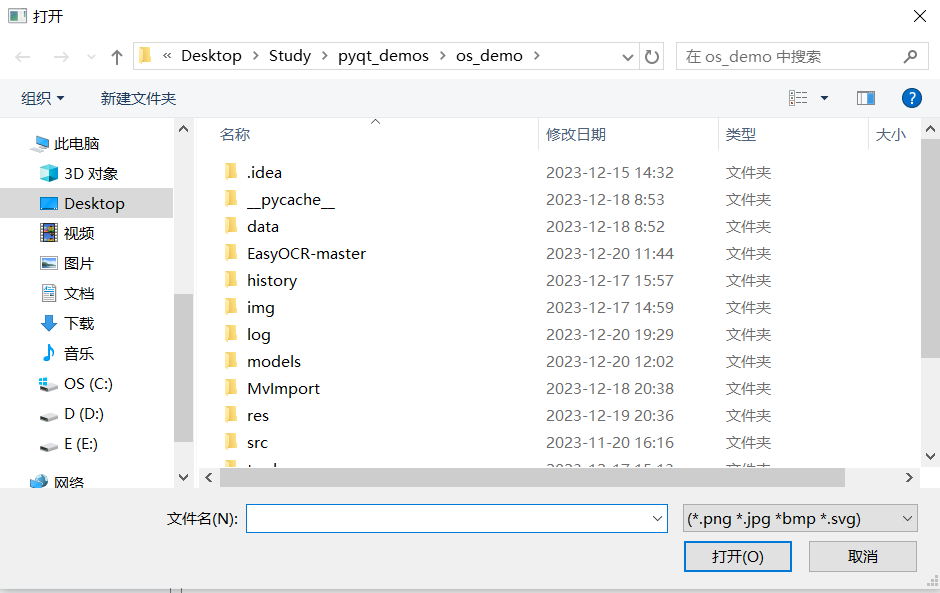 打开
« Desktop › Study › pyqt_demos › os_demo ›
在 os_demo 中搜索
组织 新建文件夹
此电脑
3D 对象
Desktop
视频
图片
文档
下载
音乐
OS (C:)
D (D:)
E (E:)
网络
名称 修改日期 类型 大小
.idea 2023-12-15 14:32 文件夹
__pycache__ 2023-12-18 8:53 文件夹
data 2023-12-18 8:52 文件夹
EasyOCR-master 2023-12-20 11:44 文件夹
history 2023-12-17 15:57 文件夹
img 2023-12-17 14:59 文件夹
log 2023-12-20 19:29 文件夹
models 2023-12-20 12:02 文件夹
MvImport 2023-12-18 20:38 文件夹
res 2023-12-19 20:36 文件夹
src 2023-11-20 16:16 文件夹
文件名(N):
(*.png *.jpg *bmp *.svg)
打开(O) 取消